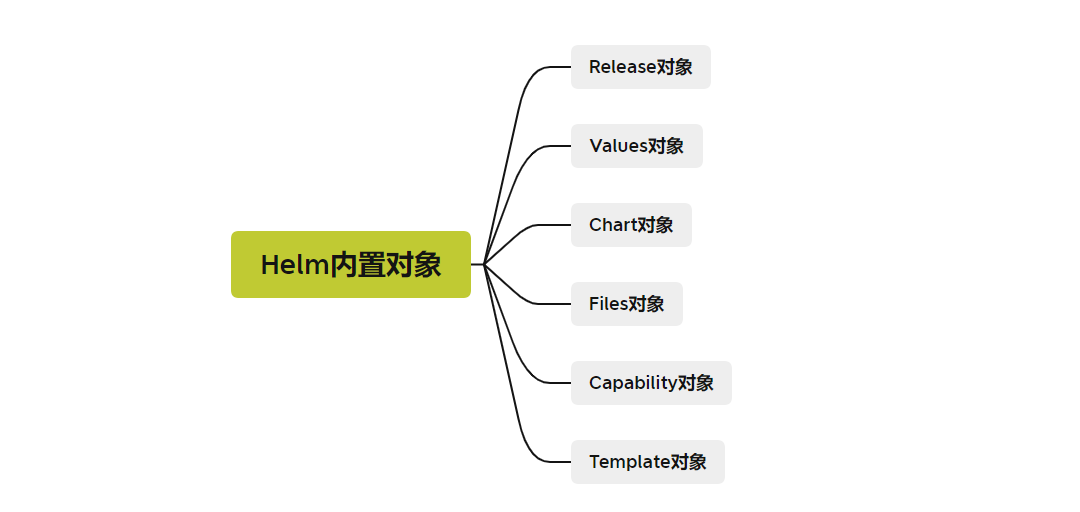 Release对象
Values对象
Chart对象
Helm内置对象
Files对象
Capability对象
Template对象